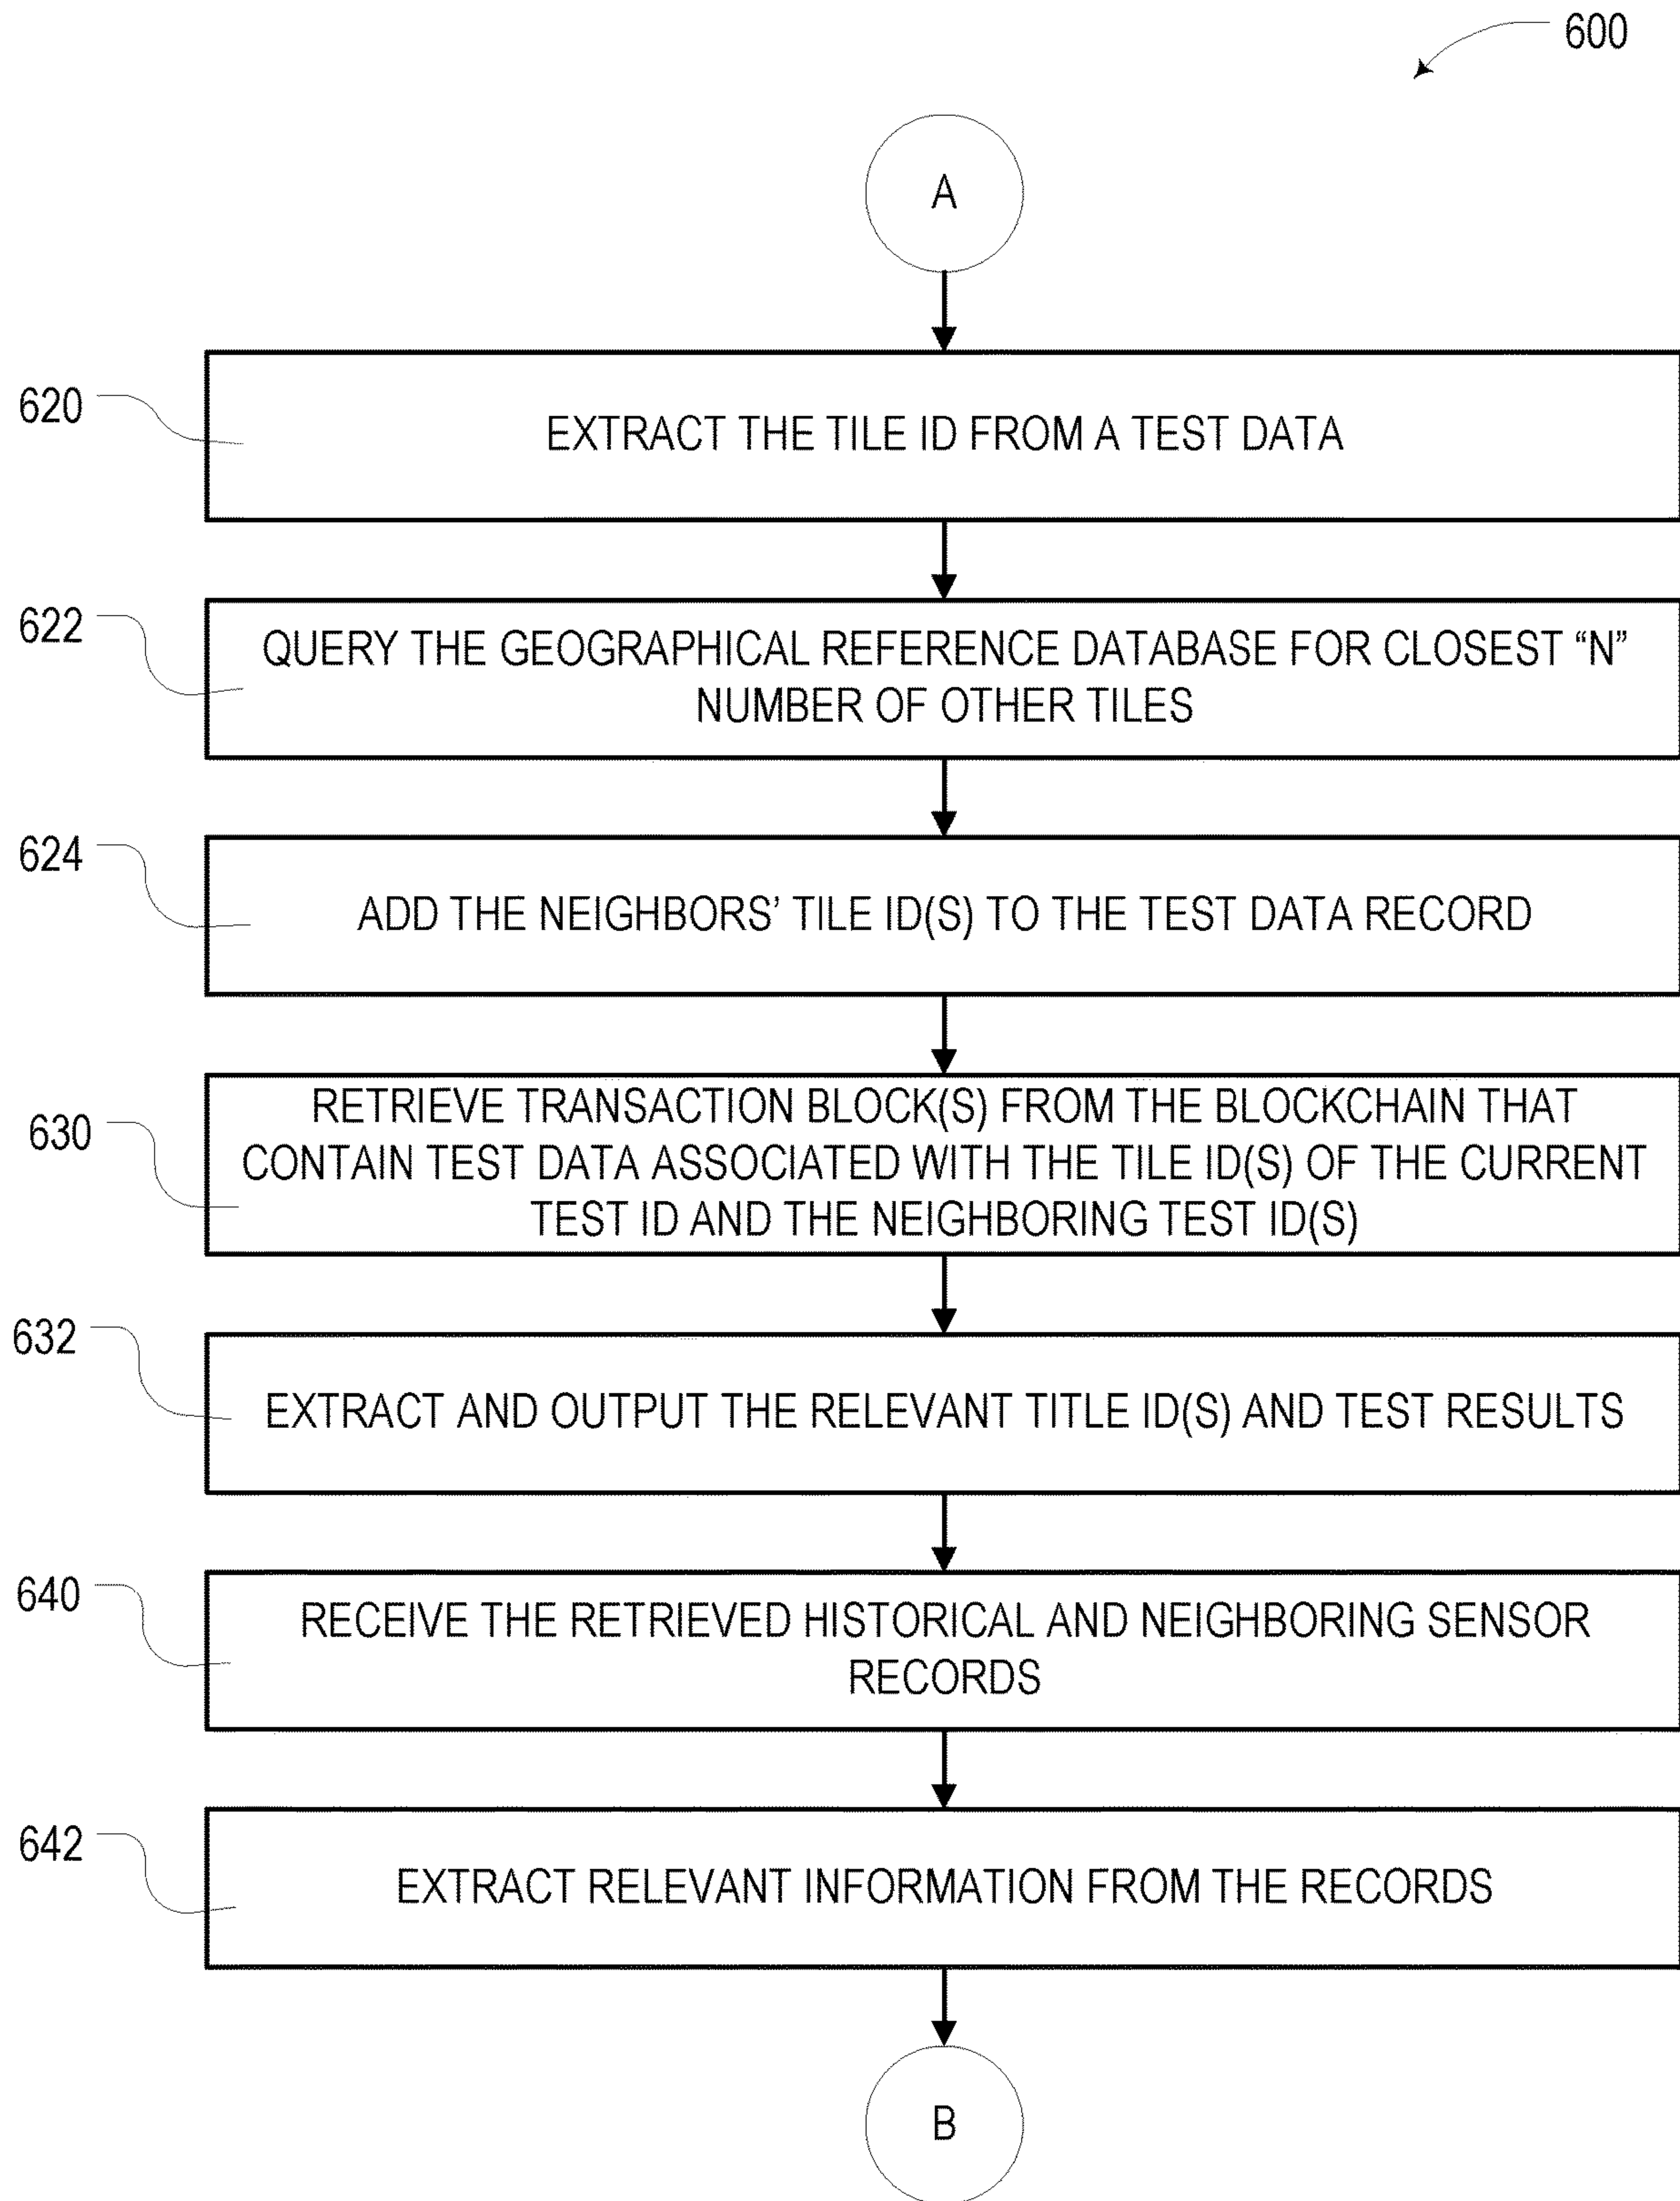 600
A
620
EXTRACT THE TILE ID FROM A TEST DATA
622
QUERY THE GEOGRAPHICAL REFERENCE DATABASE FOR CLOSEST “N”
NUMBER OF OTHER TILES
624
ADD THE NEIGHBORS’ TILE ID(S) TO THE TEST DATA RECORD
630
RETRIEVE TRANSACTION BLOCK(S) FROM THE BLOCKCHAIN THAT
CONTAIN TEST DATA ASSOCIATED WITH THE TILE ID(S) OF THE CURRENT
TEST ID AND THE NEIGHBORING TEST ID(S)
632
EXTRACT AND OUTPUT THE RELEVANT TITLE ID(S) AND TEST RESULTS
640
RECEIVE THE RETRIEVED HISTORICAL AND NEIGHBORING SENSOR
RECORDS
642
EXTRACT RELEVANT INFORMATION FROM THE RECORDS
B